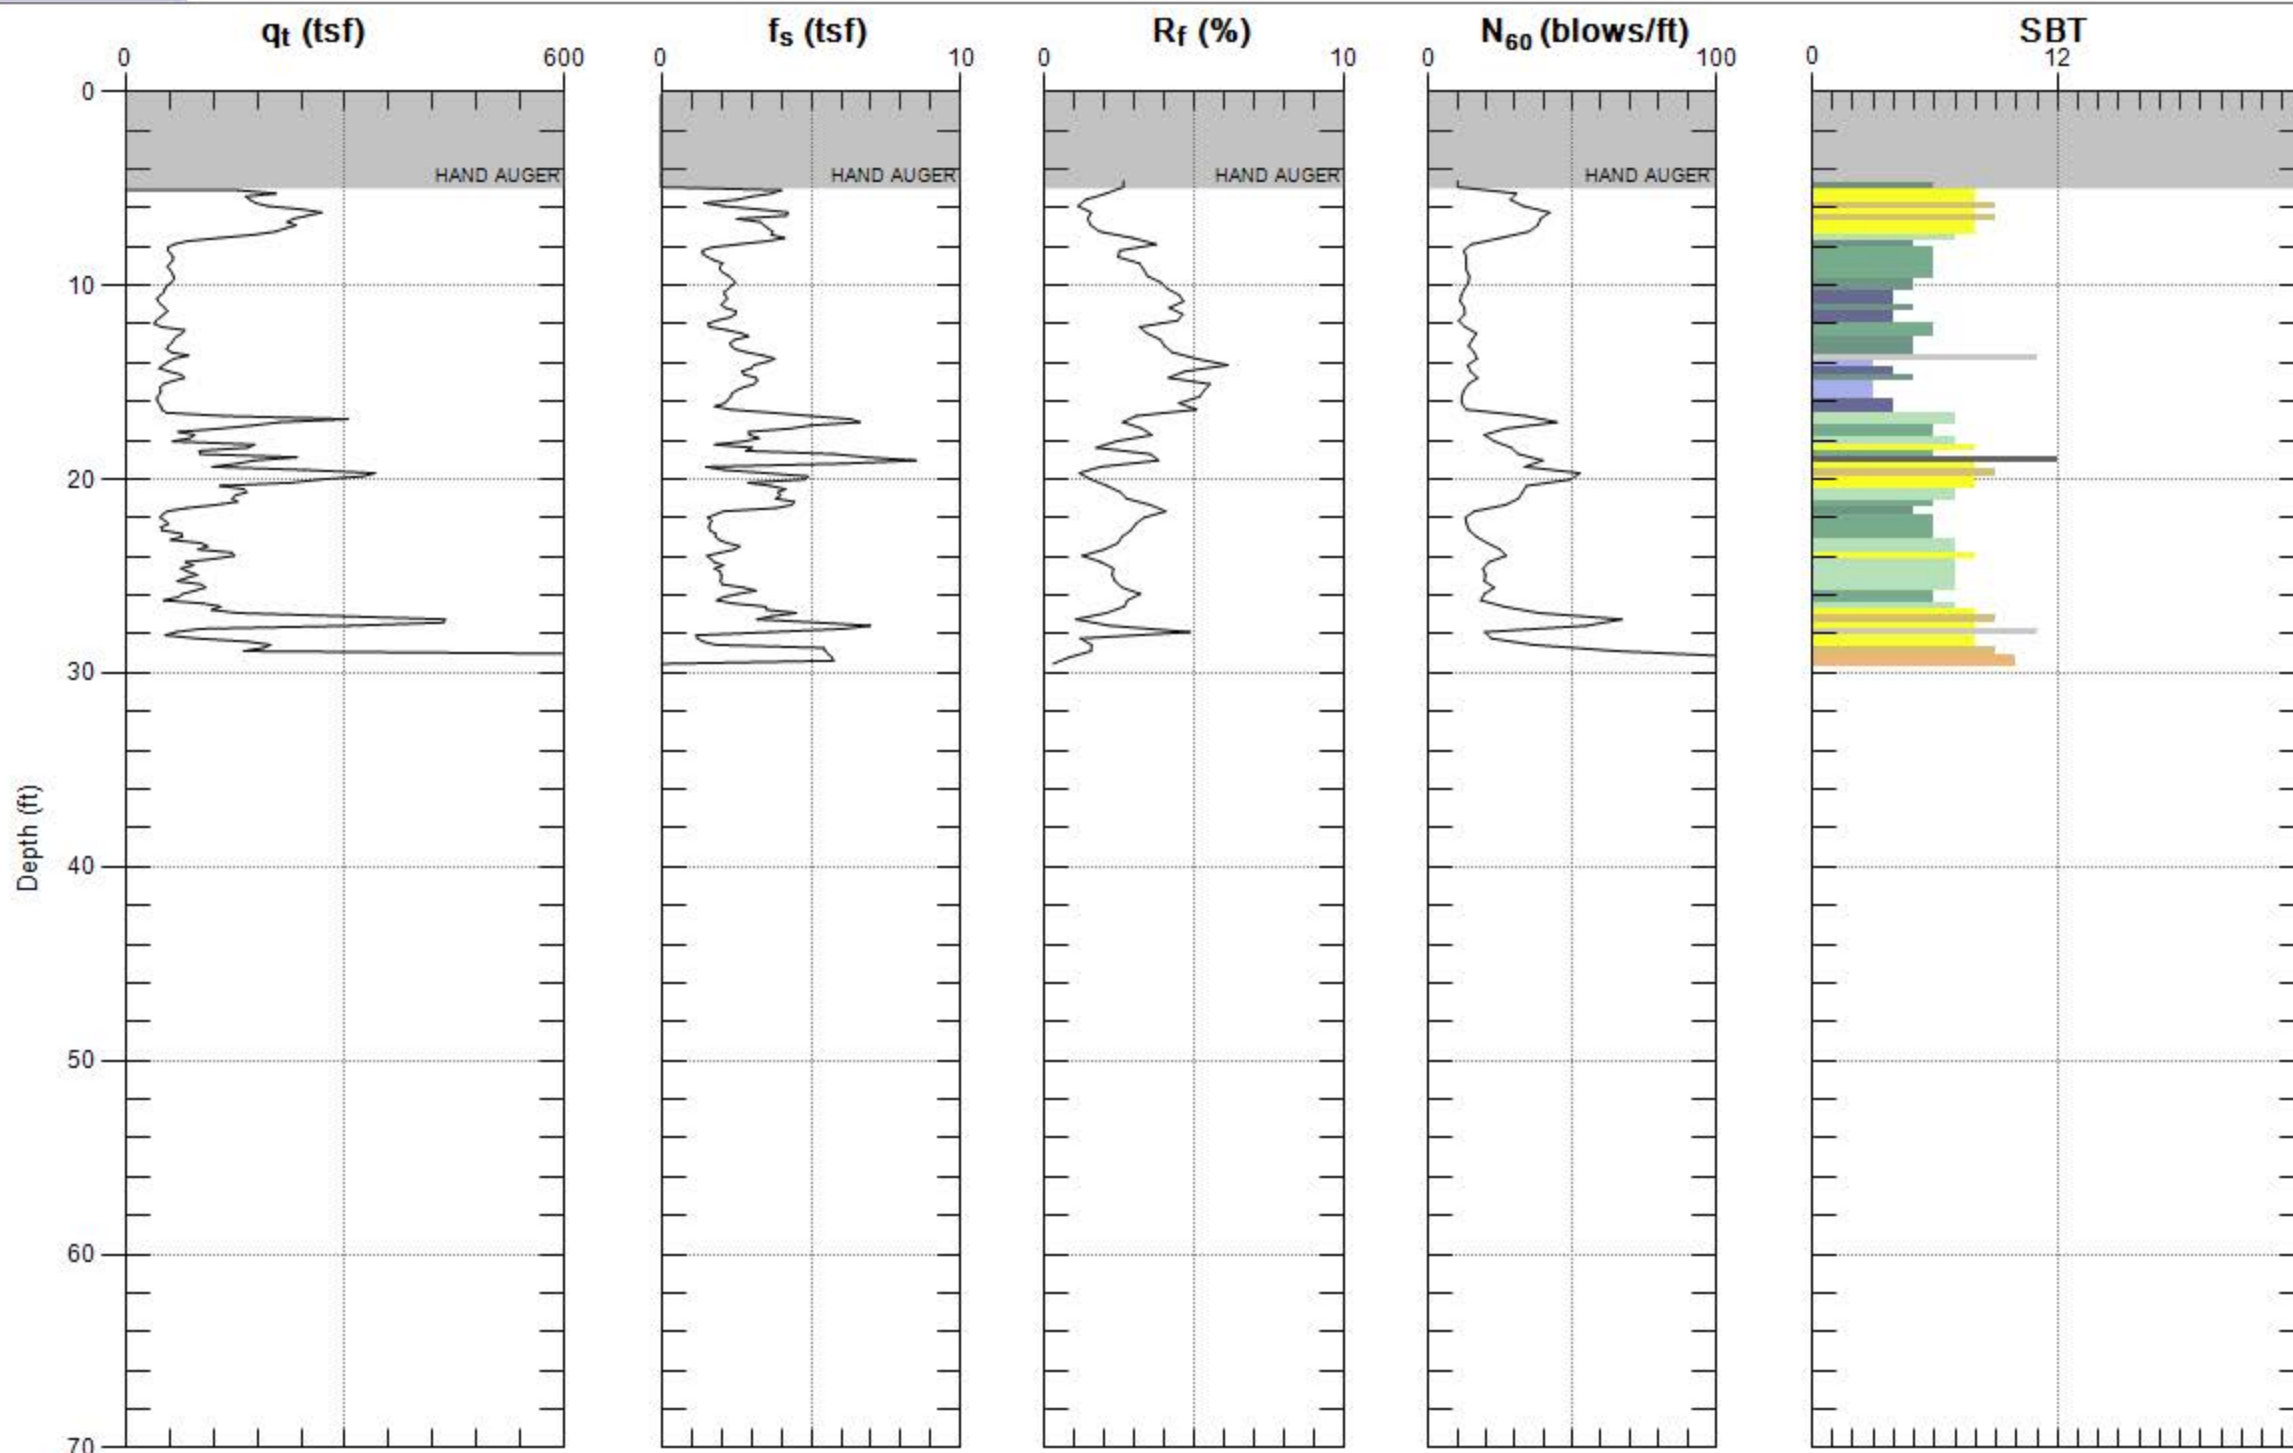 qt (tsf) fs (tsf) Rf (%) N60 (blows/ft) SBT
0 600 0 10 0 10 0 100 0 12
0
HAND AUGER HAND AUGER HAND AUGER HAND AUGER
10
20
30
40
Depth (ft)
50
60
70